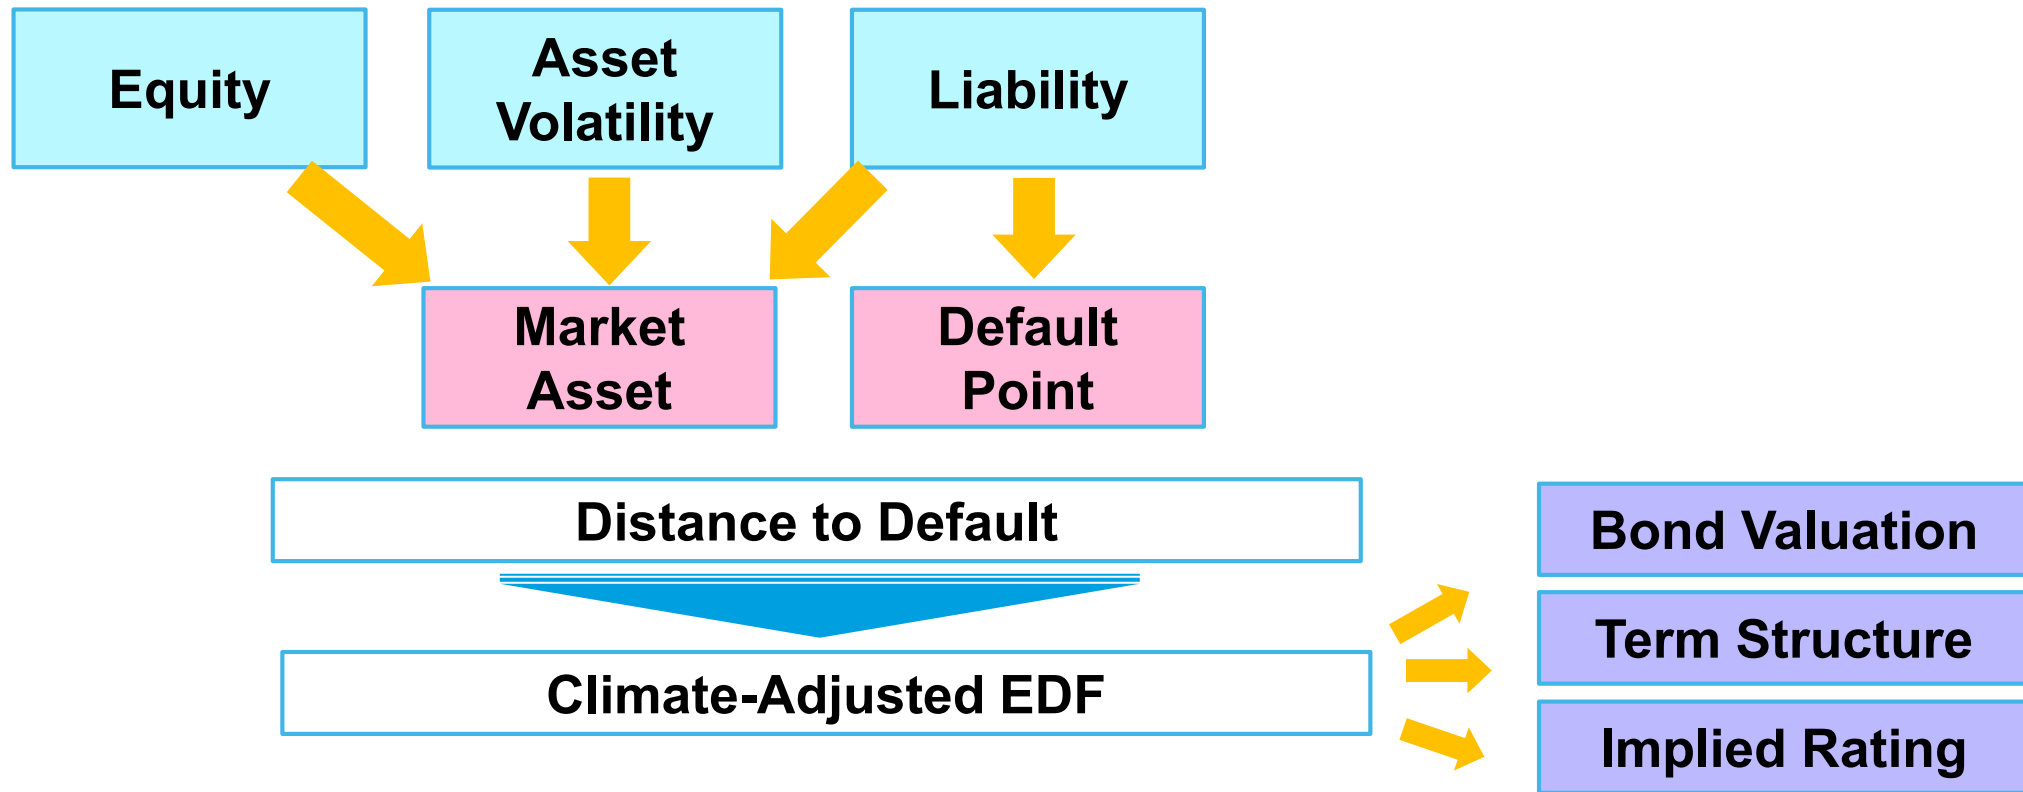 Equity
Asset
Volatility
Liability
Market
Asset
Default
Point
Distance to Default
Climate-Adjusted EDF
Bond Valuation
Term Structure
Implied Rating